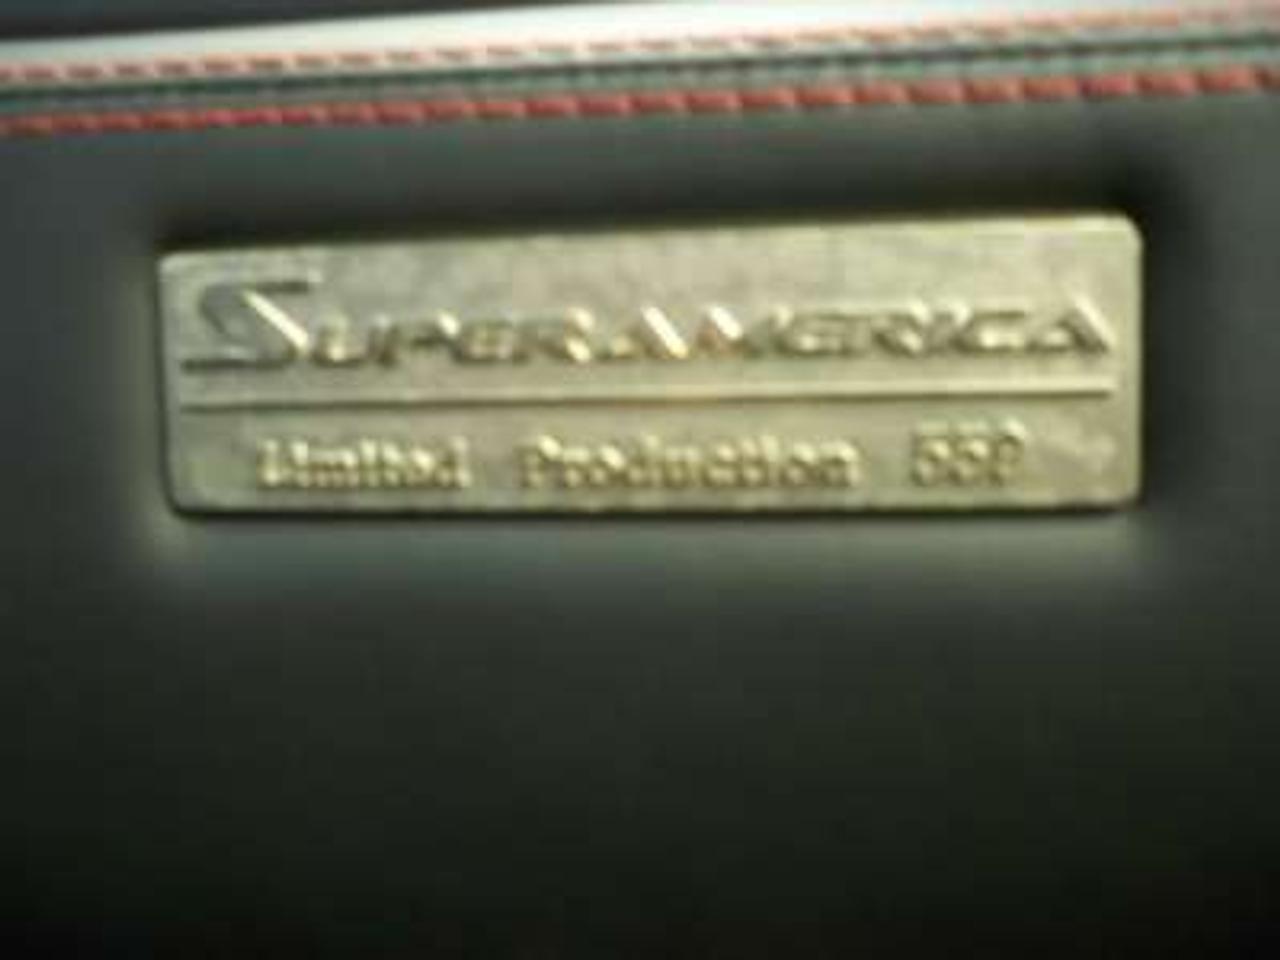 SUPERAMERICA
Limited Production 559